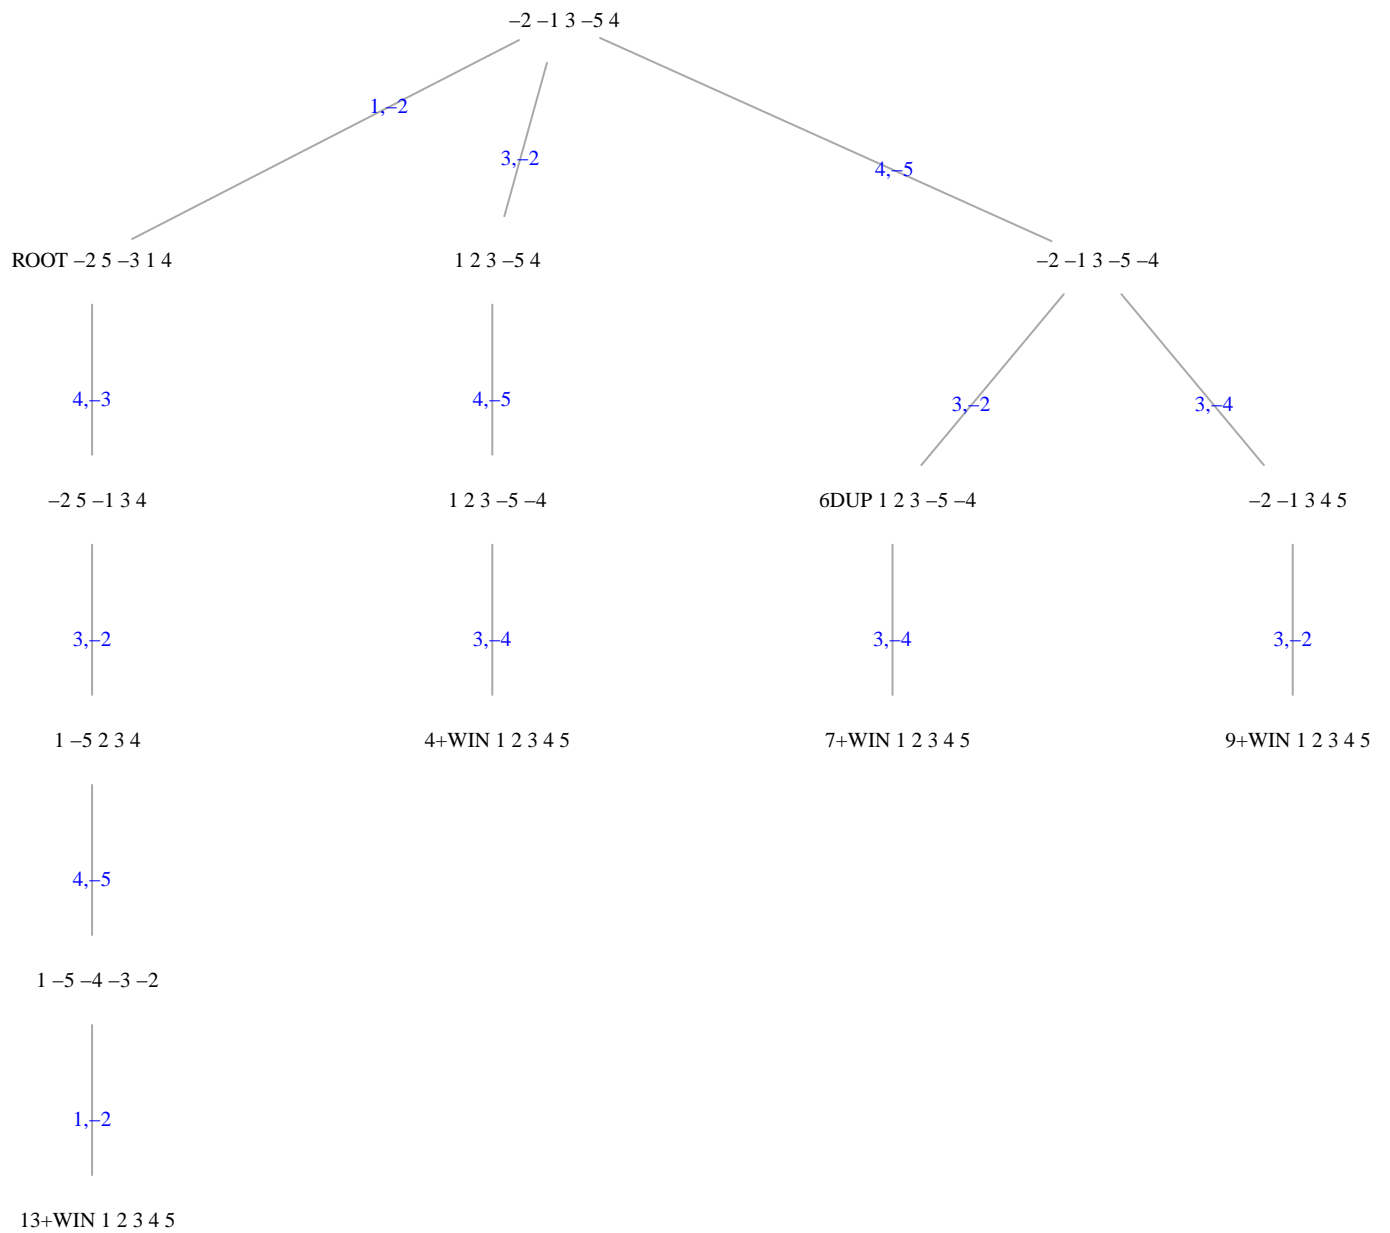 –2 –1 3 –5 4
1,–2
3,–2
4,–5
ROOT –2 5 –3 1 4
1 2 3 –5 4
–2 –1 3 –5 –4
4,–3
4,–5
3,–2
3,–4
–2 5 –1 3 4
1 2 3 –5 –4
6DUP 1 2 3 –5 –4
–2 –1 3 4 5
3,–2
3,–4
3,–4
3,–2
1 –5 2 3 4
4+WIN 1 2 3 4 5
7+WIN 1 2 3 4 5
9+WIN 1 2 3 4 5
4,–5
1 –5 –4 –3 –2
1,–2
13+WIN 1 2 3 4 5